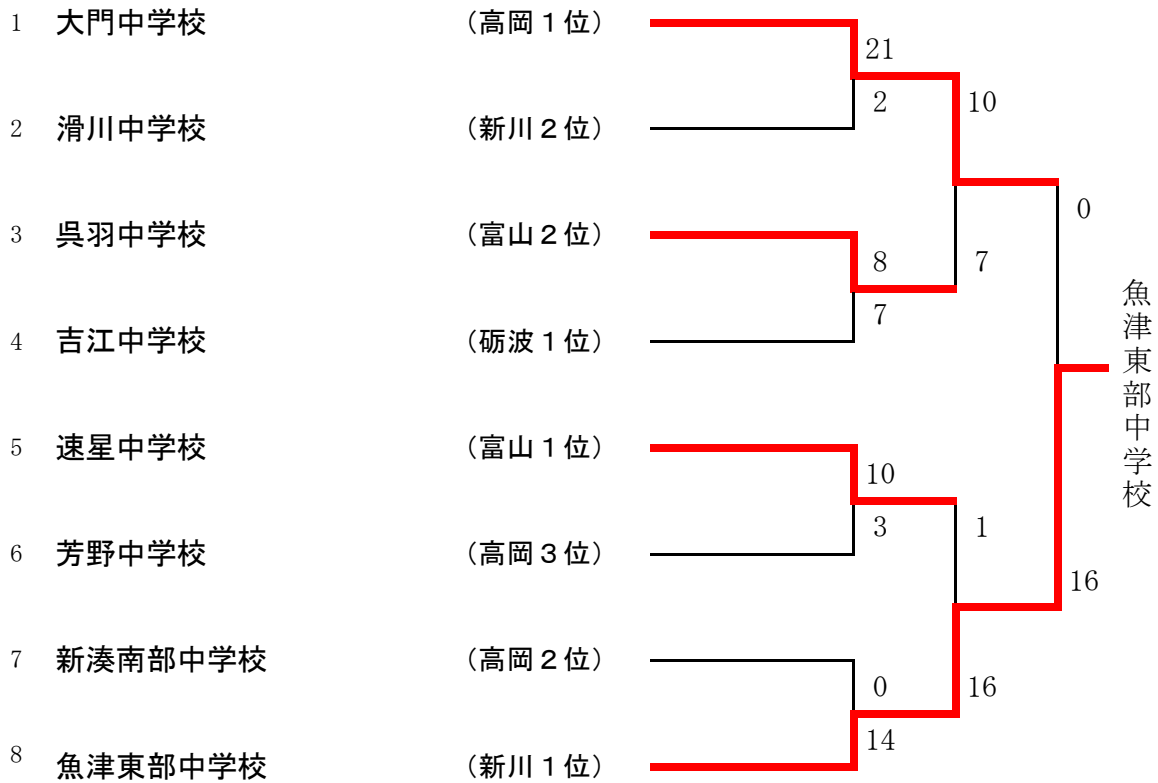 1 大門中学校 （高岡１位）
21
2 10
2 滑川中学校 （新川２位）
0
3 呉羽中学校 （富山２位）
8 7
7
4 吉江中学校 （砺波１位）
魚津東部中学校
5 速星中学校 （富山１位）
10
3 1
6 芳野中学校 （高岡３位）
16
7 新湊南部中学校 （高岡２位）
0 16
14
8 魚津東部中学校 （新川１位）